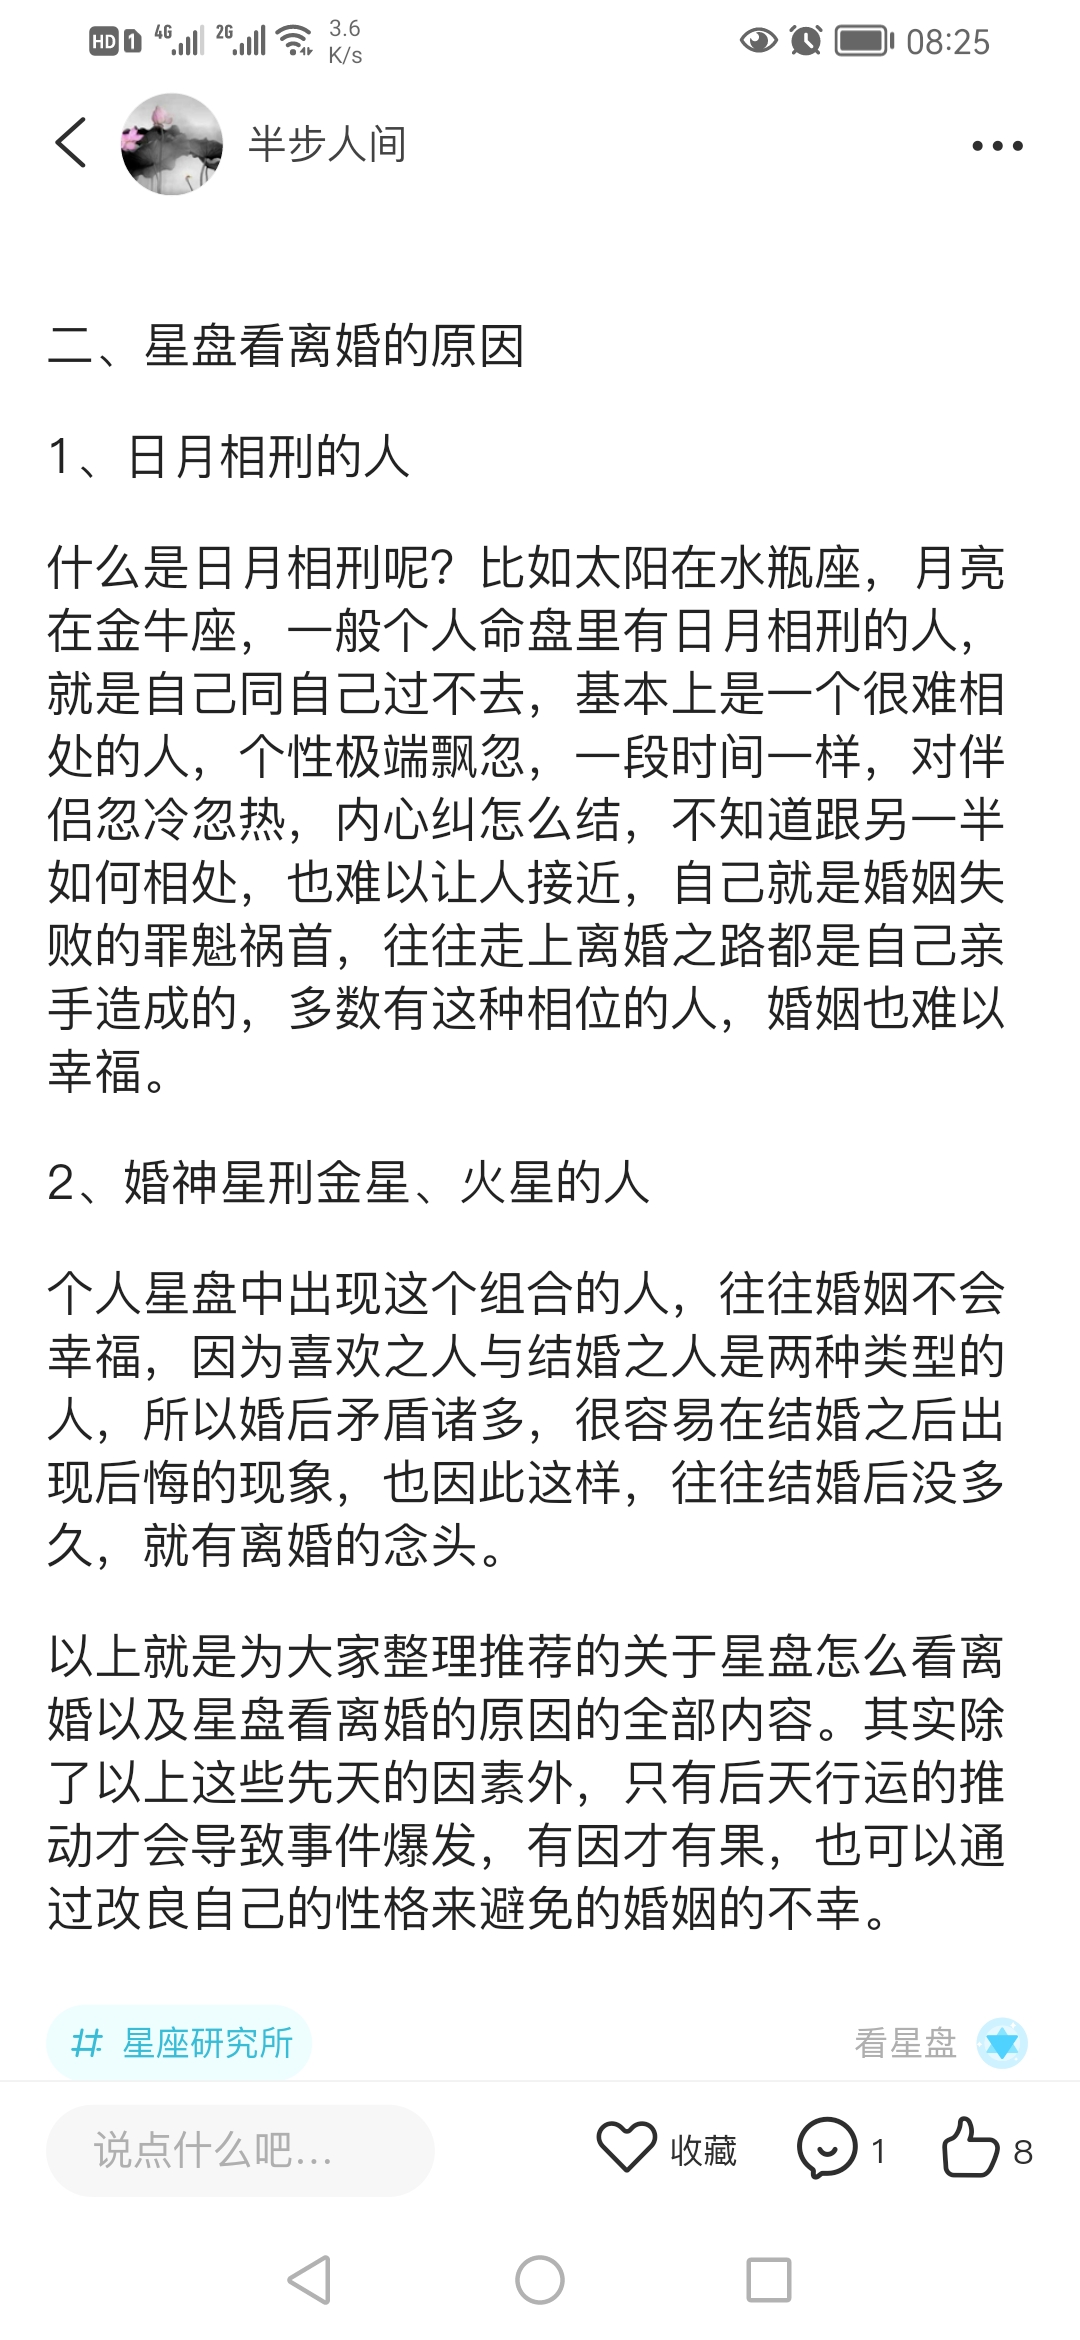 HD 1 4G 2G 3.6 K/s 08:25
半步人间
二、星盘看离婚的原因
1、日月相刑的人
什么是日月相刑呢？比如太阳在水瓶座，月亮
在金牛座，一般个人命盘里有日月相刑的人，
就是自己同自己过不去，基本上是一个很难相
处的人，个性极端飘忽，一段时间一样，对伴
侣忽冷忽热，内心纠怎么结，不知道跟另一半
如何相处，也难以让人接近，自己就是婚姻失
败的罪魁祸首，往往走上离婚之路都是自己亲
手造成的，多数有这种相位的人，婚姻也难以
幸福。
2、婚神星刑金星、火星的人
个人星盘中出现这个组合的人，往往婚姻不会
幸福，因为喜欢之人与结婚之人是两种类型的
人，所以婚后矛盾诸多，很容易在结婚之后出
现后悔的现象，也因此这样，往往结婚后没多
久，就有离婚的念头。
以上就是为大家整理推荐的关于星盘怎么看离
婚以及星盘看离婚的原因的全部内容。其实除
了以上这些先天的因素外，只有后天行运的推
动才会导致事件爆发，有因才有果，也可以通
过改良自己的性格来避免的婚姻的不幸。
# 星座研究所 看星盘
说点什么吧... 收藏 1 8